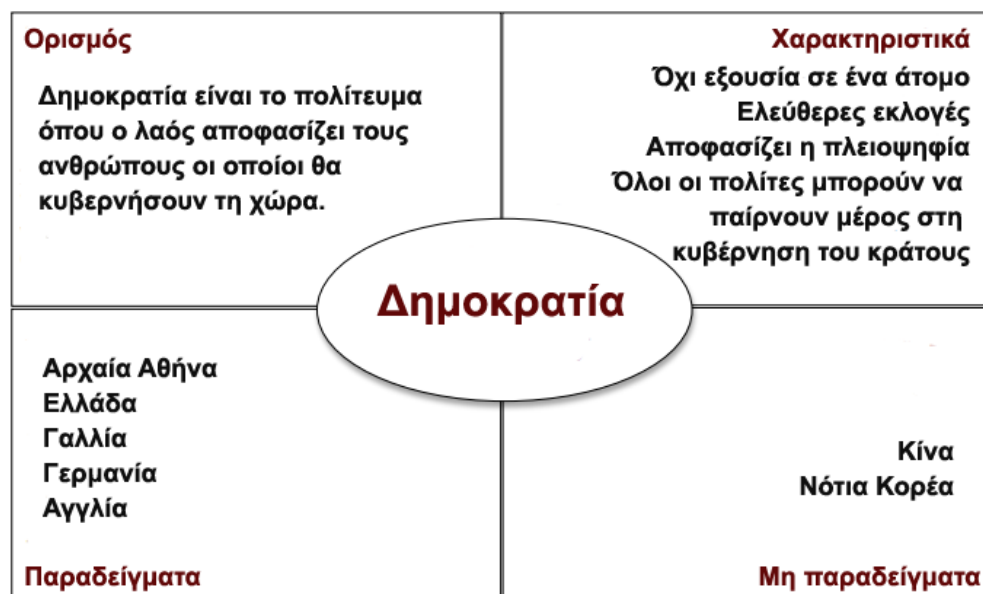 Ορισμός
Δημοκρατία είναι το πολίτευμα
όπου ο λαός αποφασίζει τους
ανθρώπους οι οποίοι θα
κυβερνήσουν τη χώρα.
Χαρακτηριστικά
Όχι εξουσία σε ένα άτομο
Ελεύθερες εκλογές
Αποφασίζει η πλειοψηφία
Όλοι οι πολίτες μπορούν να
παίρνουν μέρος στη
κυβέρνηση του κράτους
Δημοκρατία
Αρχαία Αθήνα
Ελλάδα
Γαλλία
Γερμανία
Αγγλία
Παραδείγματα
Κίνα
Νότια Κορέα
Μη παραδείγματα